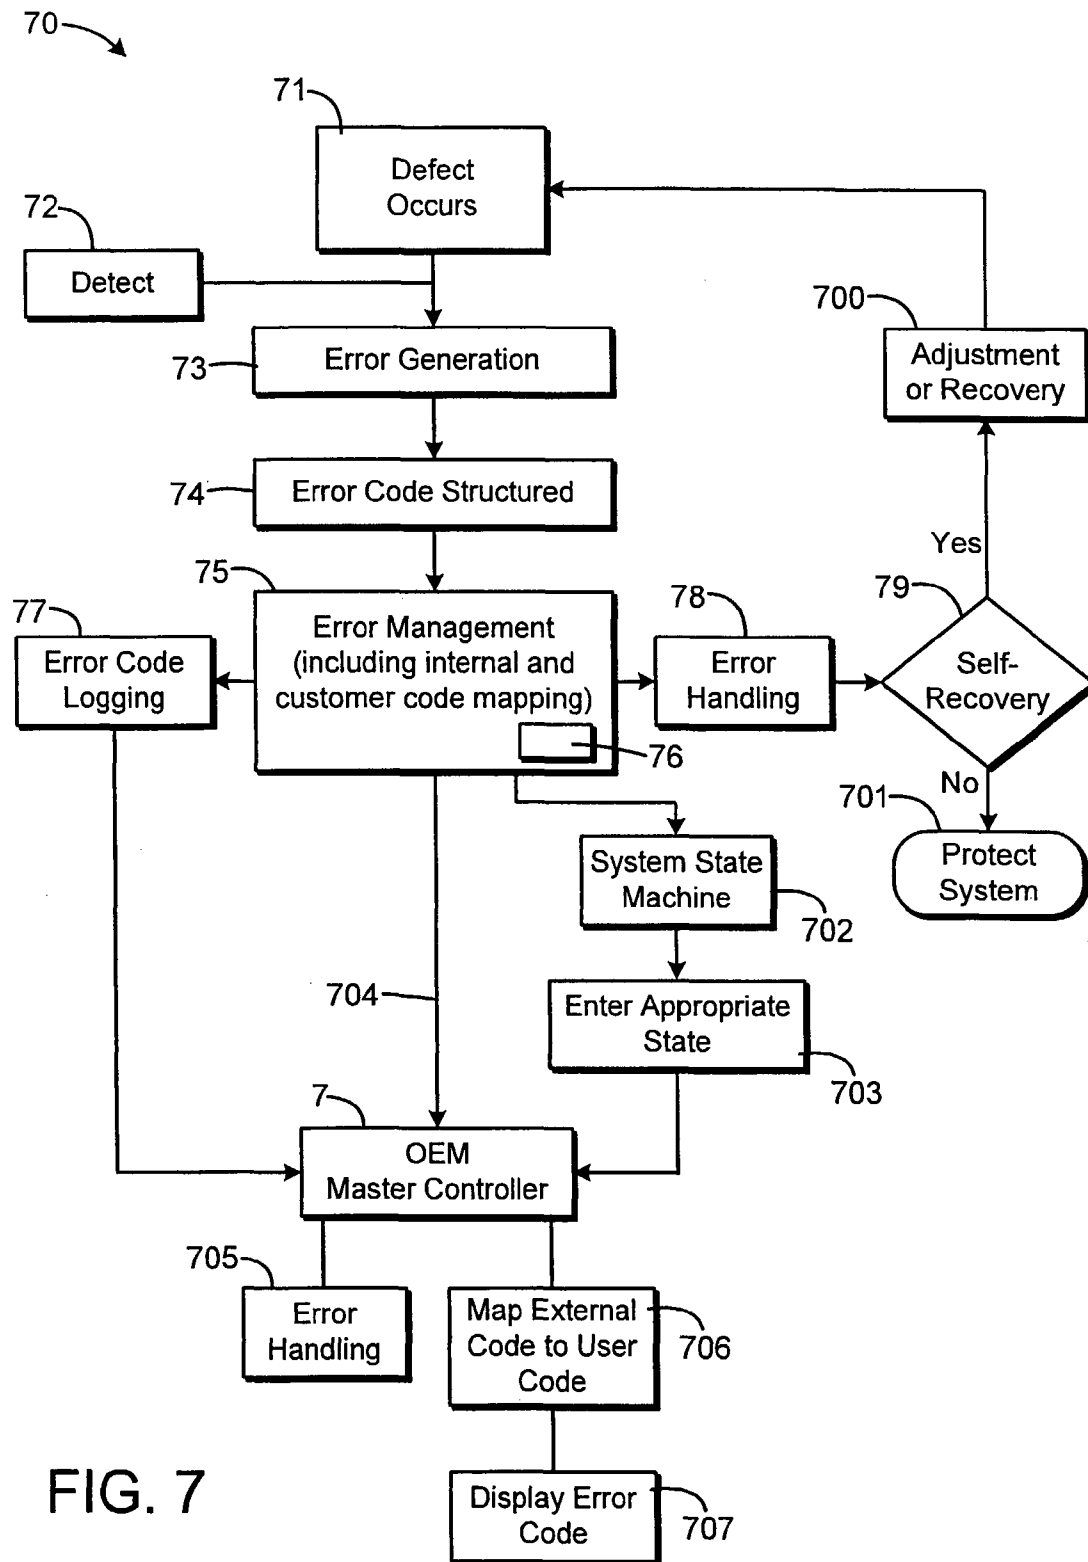 70
71
Defect
Occurs
72
Detect
700
Adjustment
or Recovery
73
Error Generation
74
Error Code Structured
Yes
75
Error Management
(including internal and
customer code mapping)
76
77
Error Code
Logging
78
Error
Handling
79
Self-
Recovery
No
701
Protect
System
System State
Machine
702
704
Enter Appropriate
State
703
7
OEM
Master Controller
705
Error
Handling
Map External
Code to User
Code
706
Display Error
Code
707
FIG. 7